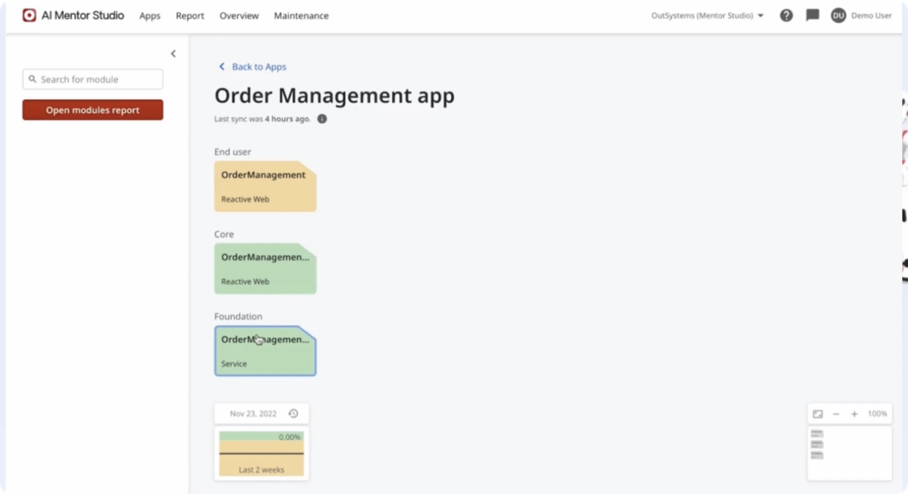 AI Mentor Studio Apps Report Overview Maintenance OutSystems (Mentor Studio) DU Demo User
Search for module
Open modules report
Back to Apps
Order Management app
Last sync was 4 hours ago.
End user
OrderManagement
Reactive Web
Core
OrderManagemen...
Reactive Web
Foundation
OrderManagemen...
Service
Nov 23, 2022
0.00%
Last 2 weeks
100%